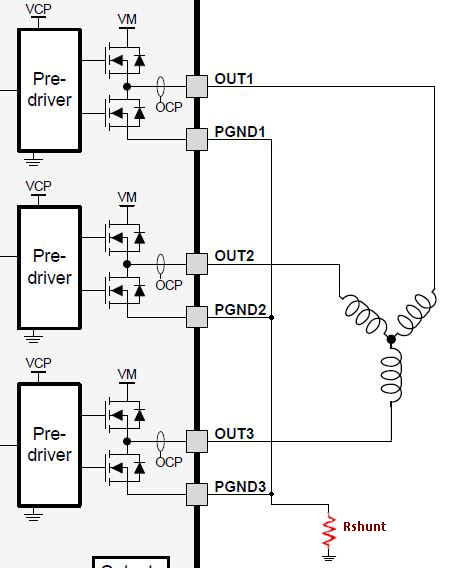 VCP
VM
Pre-
driver
OUT1
OCP
PGND1
VCP
VM
Pre-
driver
OUT2
OCP
PGND2
VCP
VM
Pre-
driver
OUT3
OCP
PGND3
Rshunt